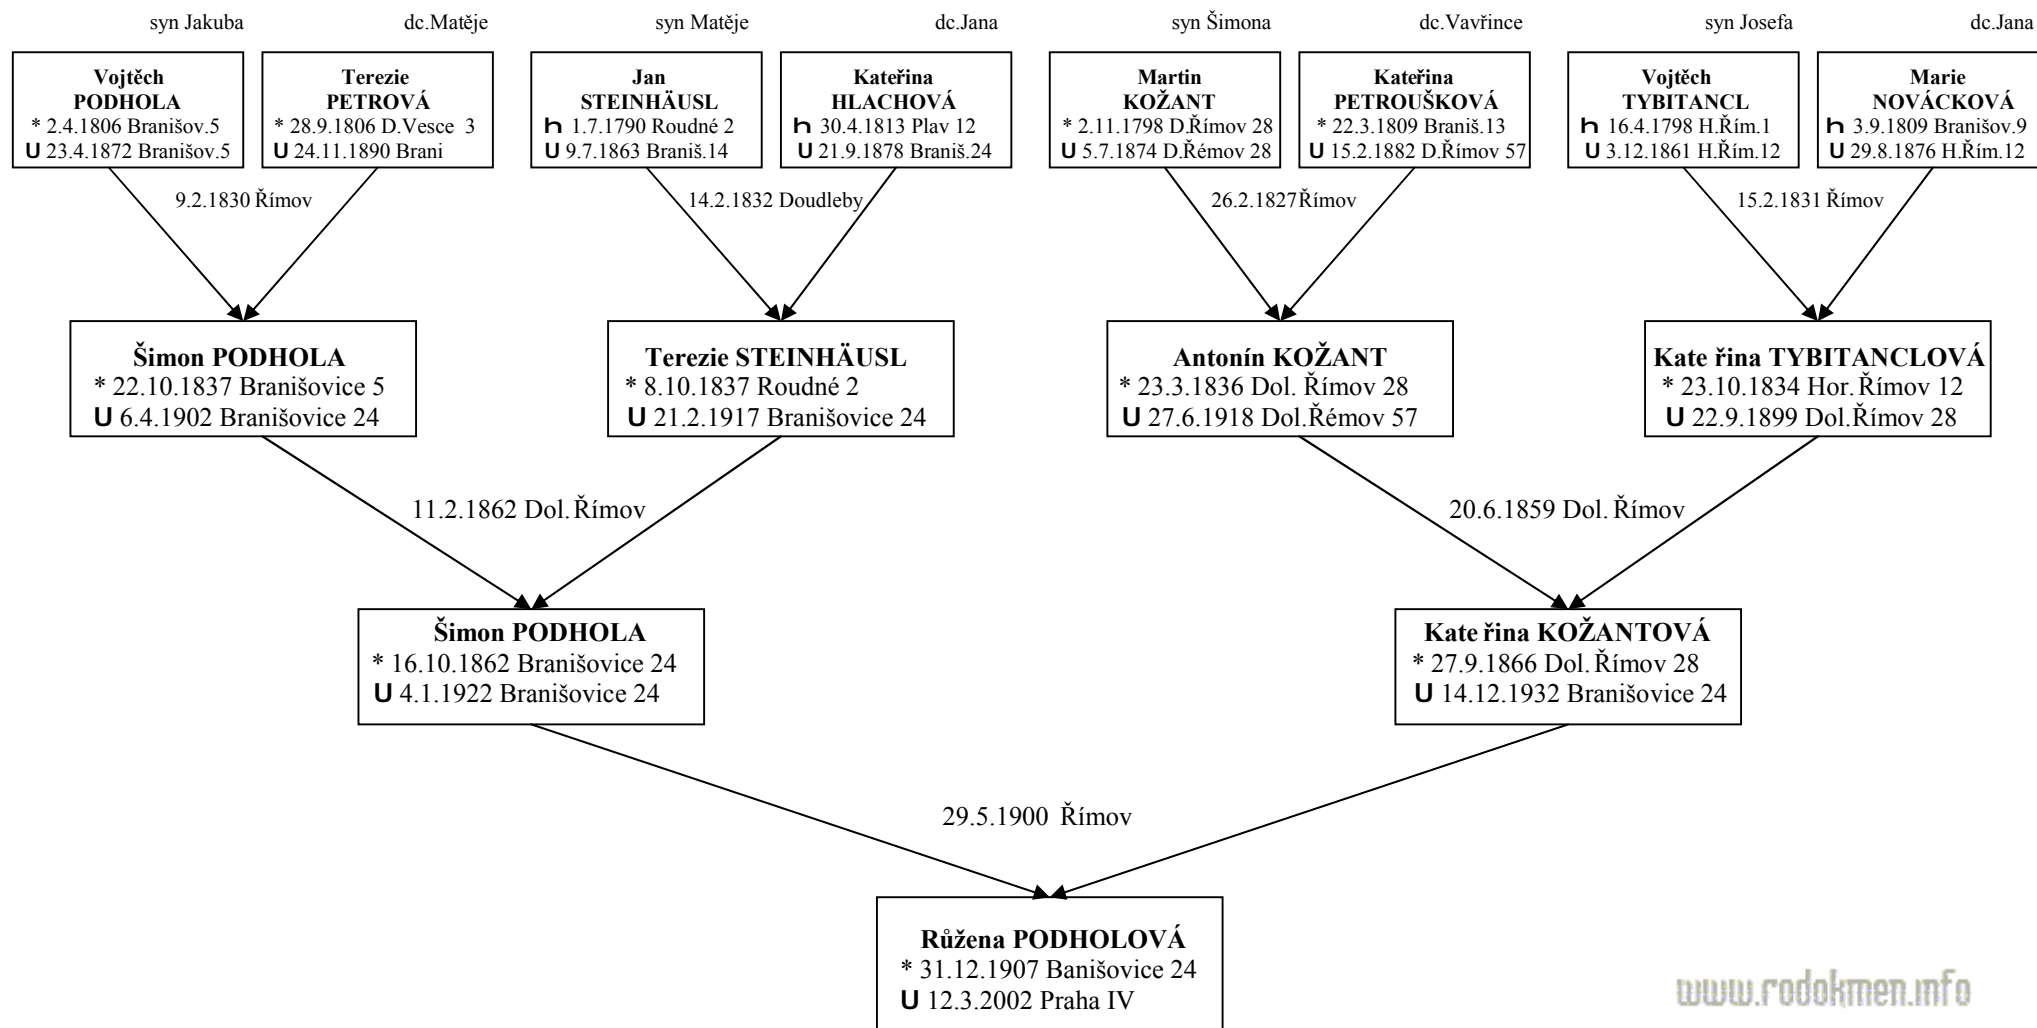 syn Jakuba
dc.Matěje
syn Matěje
dc.Jana
syn Šimona
dc.Vavřince
syn Josefa
dc.Jana
Vojtěch
PODHOLA
* 2.4.1806 Branišov.5
U 23.4.1872 Branišov.5
Terezie
PETROVÁ
* 28.9.1806 D.Vesce 3
U 24.11.1890 Brani
Jan
STEINHÄUSL
h 1.7.1790 Roudné 2
U 9.7.1863 Braniš.14
Kateřina
HLACHOVÁ
h 30.4.1813 Plav 12
U 21.9.1878 Braniš.24
Martin
KOŽANT
* 2.11.1798 D.Římov 28
U 5.7.1874 D.Řémov 28
Kateřina
PETROUŠKOVÁ
* 22.3.1809 Braniš.13
U 15.2.1882 D.Římov 57
Vojtěch
TYBITANCL
h 16.4.1798 H.Řím.1
U 3.12.1861 H.Řím.12
Marie
NOVÁCKOVÁ
h 3.9.1809 Branišov.9
U 29.8.1876 H.Řím.12
9.2.1830 Římov
14.2.1832 Doudleby
26.2.1827 Římov
15.2.1831 Římov
Šimon PODHOLA
* 22.10.1837 Branišovice 5
U 6.4.1902 Branišovice 24
Terezie STEINHÄUSL
* 8.10.1837 Roudné 2
U 21.2.1917 Branišovice 24
Antonín KOŽANT
* 23.3.1836 Dol. Římov 28
U 27.6.1918 Dol.Řémov 57
Kate řina TYBITANCLOVÁ
* 23.10.1834 Hor. Římov 12
U 22.9.1899 Dol.Římov 28
11.2.1862 Dol. Římov
20.6.1859 Dol. Římov
Šimon PODHOLA
* 16.10.1862 Branišovice 24
U 4.1.1922 Branišovice 24
Kate řina KOŽANTOVÁ
* 27.9.1866 Dol. Římov 28
U 14.12.1932 Branišovice 24
29.5.1900 Římov
Růžena PODHOLOVÁ
* 31.12.1907 Banišovice 24
U 12.3.2002 Praha IV
www.rodokmen.info